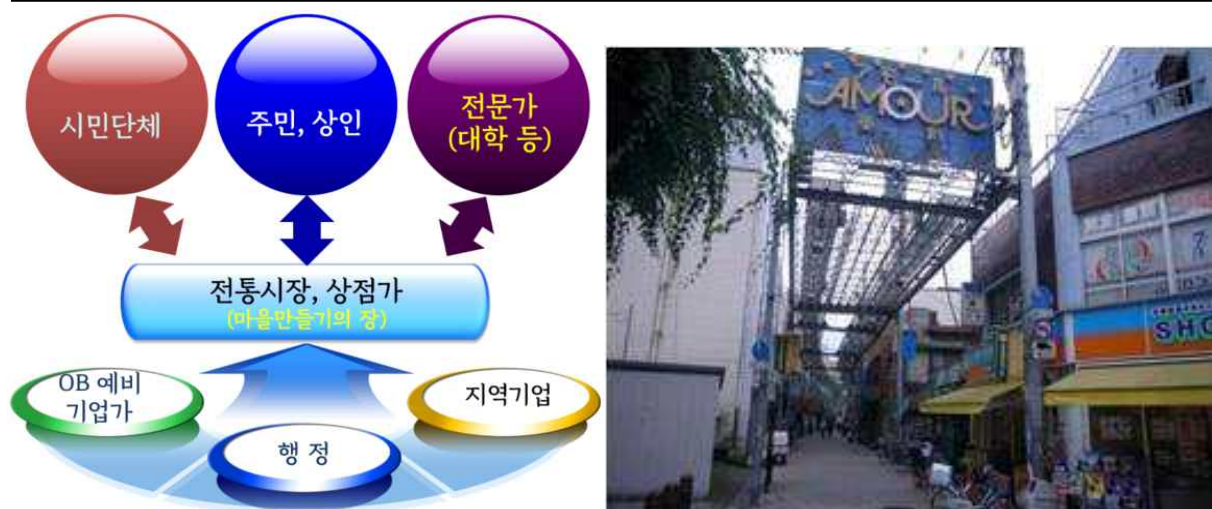 시민단체
주민, 상인
전문가
(대학 등)
전통시장, 상점가
(마을만들기의 장)
OB 예비
기업가
지역기업
행 정
AMOUR
SHO